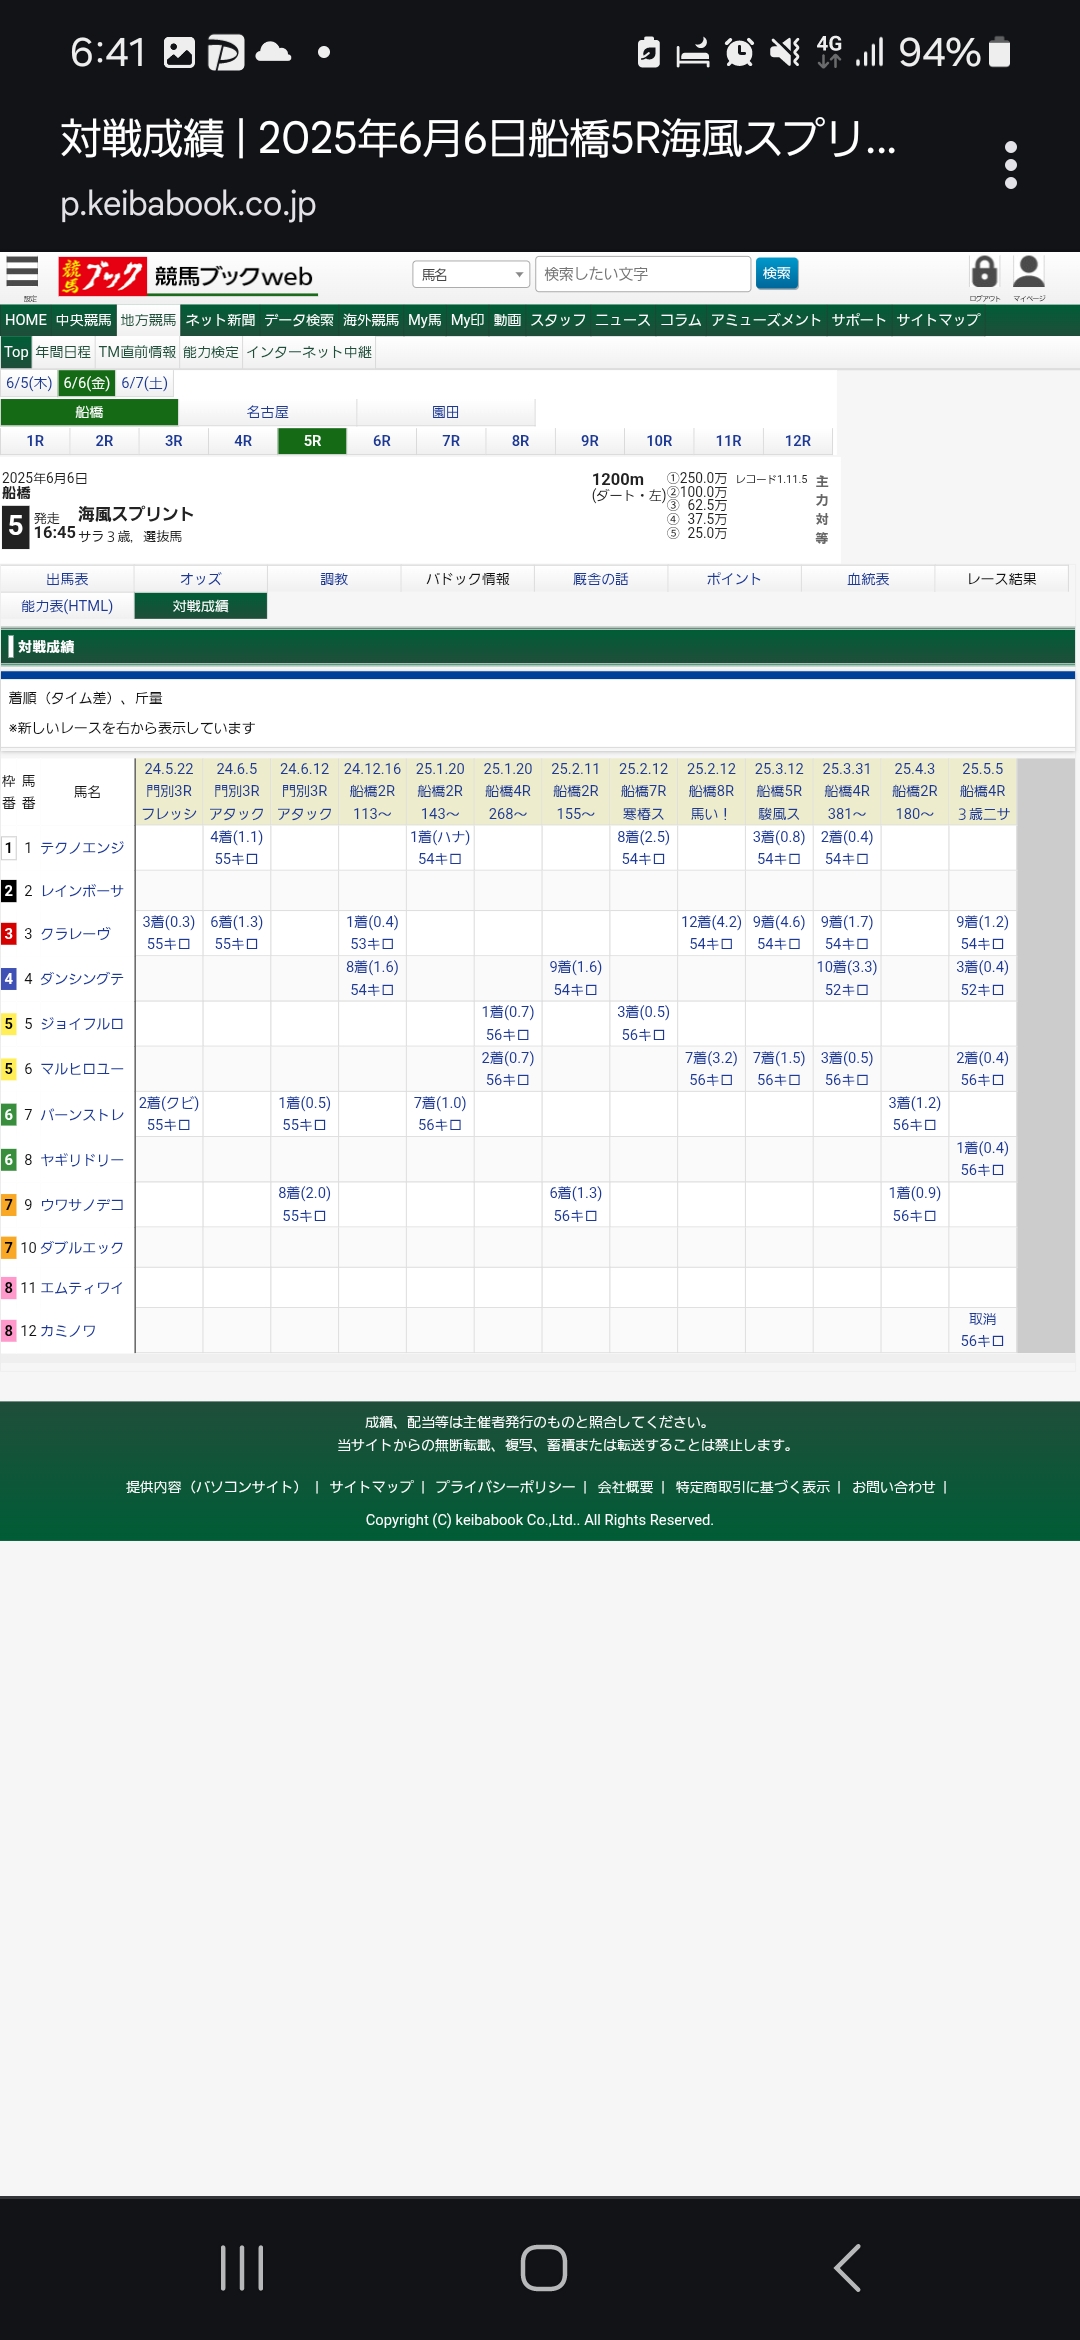 6:41
4G 94%
対戦成績 | 2025年6月6日船橋5R海風スプリ...
p.keibabook.co.jp
設定 競馬ブック 競馬ブックweb 馬名 検索したい文字 検索 ログアウト マイページ
HOME 中央競馬 地方競馬 ネット新聞 データ検索 海外競馬 My馬 My印 動画 スタッフ ニュース コラム アミューズメント サポート サイトマップ
Top 年間日程 TM直前情報 能力検定 インターネット中継
6/5(木) 6/6(金) 6/7(土)
船橋 名古屋 園田
1R 2R 3R 4R 5R 6R 7R 8R 9R 10R 11R 12R
2025年6月6日
船橋
5 発走 16:45 海風スプリント
サラ3歳, 選抜馬
1200m
(ダート・左)
①250.0万
②100.0万
③ 62.5万
④ 37.5万
⑤ 25.0万
レコード1.11.5
主力対等
出馬表 オッズ 調教 パドック情報 厩舎の話 ポイント 血統表 レース結果
能力表(HTML) 対戦成績
対戦成績
着順（タイム差）、斤量
※新しいレースを右から表示しています
枠番 馬番 馬名
24.5.22 24.6.5 24.6.12 24.12.16 25.1.20 25.1.20 25.2.11 25.2.12 25.2.12 25.3.12 25.3.31 25.4.3 25.5.5
門別3R 門別3R 門別3R 船橋2R 船橋2R 船橋4R 船橋2R 船橋7R 船橋8R 船橋5R 船橋4R 船橋2R 船橋4R
フレッシ アタック アタック 113～ 143～ 268～ 155～ 寒椿ス 馬い！ 駿風ス 381～ 180～ 3歳二サ
1 1 テクノエンジ 4着(1.1) 1着(ハナ) 8着(2.5) 3着(0.8) 2着(0.4)
55キロ 54キロ 54キロ 54キロ 54キロ
2 2 レインボーサ
3 3 クラレーヴ 3着(0.3) 6着(1.3) 1着(0.4) 12着(4.2) 9着(4.6) 9着(1.7) 9着(1.2)
55キロ 55キロ 53キロ 54キロ 54キロ 54キロ 54キロ
4 4 ダンシングテ 8着(1.6) 9着(1.6) 10着(3.3) 3着(0.4)
54キロ 54キロ 52キロ 52キロ
5 5 ジョイフルロ 1着(0.7) 3着(0.5)
56キロ 56キロ
5 6 マルヒロユー 2着(0.7) 7着(3.2) 7着(1.5) 3着(0.5) 2着(0.4)
56キロ 56キロ 56キロ 56キロ 56キロ
6 7 バーンストレ 2着(クビ) 1着(0.5) 7着(1.0) 3着(1.2)
55キロ 55キロ 56キロ 56キロ
6 8 ヤギリドリー 1着(0.4)
56キロ
7 9 ウワサノデコ 8着(2.0) 6着(1.3) 1着(0.9)
55キロ 56キロ 56キロ
7 10 ダブルエック
8 11 エムティワイ
8 12 カミノワ 取消
56キロ
成績、配当等は主催者発行のものと照合してください。
当サイトからの無断転載、複写、蓄積または転送することは禁止します。
提供内容（パソコンサイト） | サイトマップ | プライバシーポリシー | 会社概要 | 特定商取引に基づく表示 | お問い合わせ |
Copyright (C) keibabook Co.,Ltd.. All Rights Reserved.